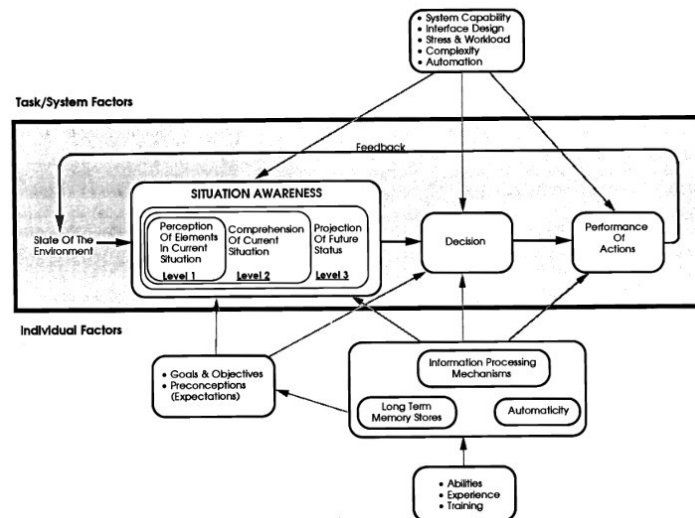 • System Capability
• Interface Design
• Stress & Workload
• Complexity
• Automation
Task/System Factors
Feedback
SITUATION AWARENESS
State Of The
Environment
Perception
Of Elements
In Current
Situation
Level 1
Comprehension
Of Current
Situation
Level 2
Projection
Of Future
Status
Level 3
Decision
Performance
Of
Actions
Individual Factors
• Goals & Objectives
• Preconceptions
(Expectations)
Information Processing
Mechanisms
Long Term
Memory Stores
Automaticity
• Abilities
• Experience
• Training